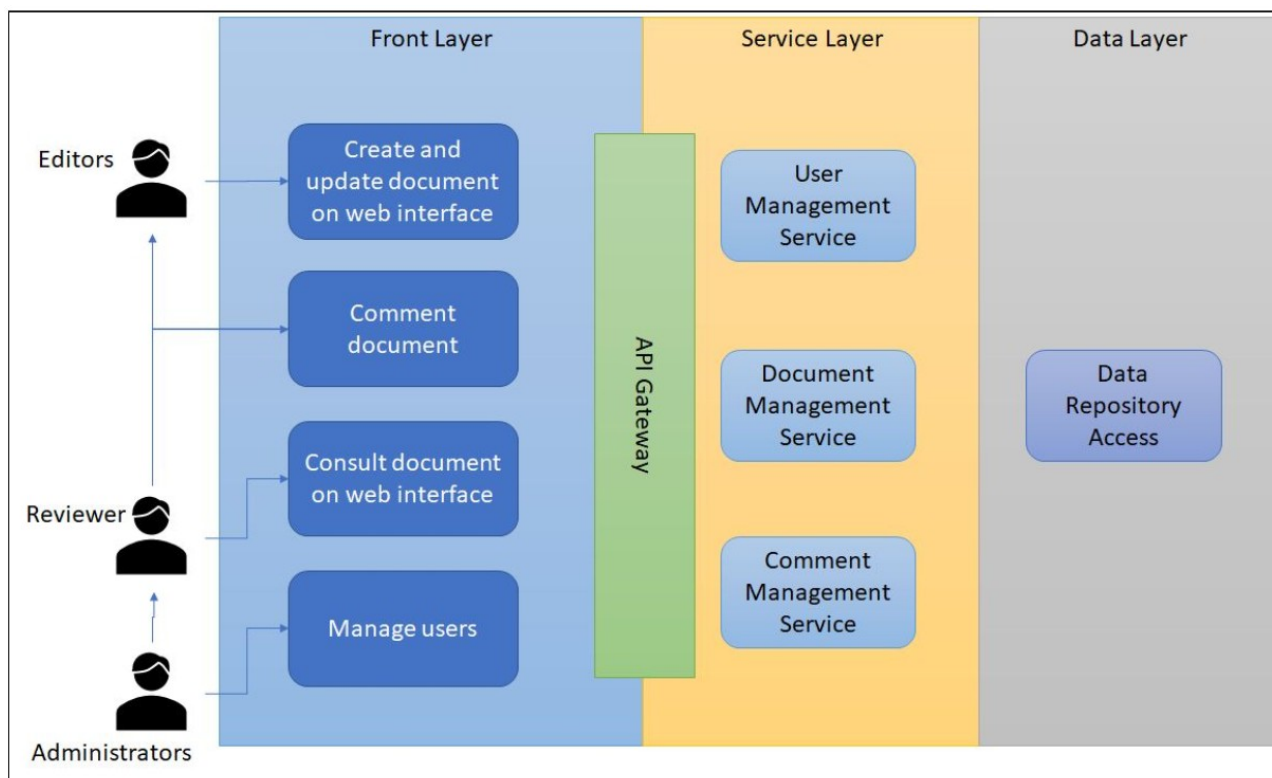 Front Layer
Service Layer
Data Layer
Editors
Create and
update document
on web interface
Comment
document
Reviewer
Consult document
on web interface
Administrators
Manage users
API Gateway
User
Management
Service
Document
Management
Service
Comment
Management
Service
Data
Repository
Access